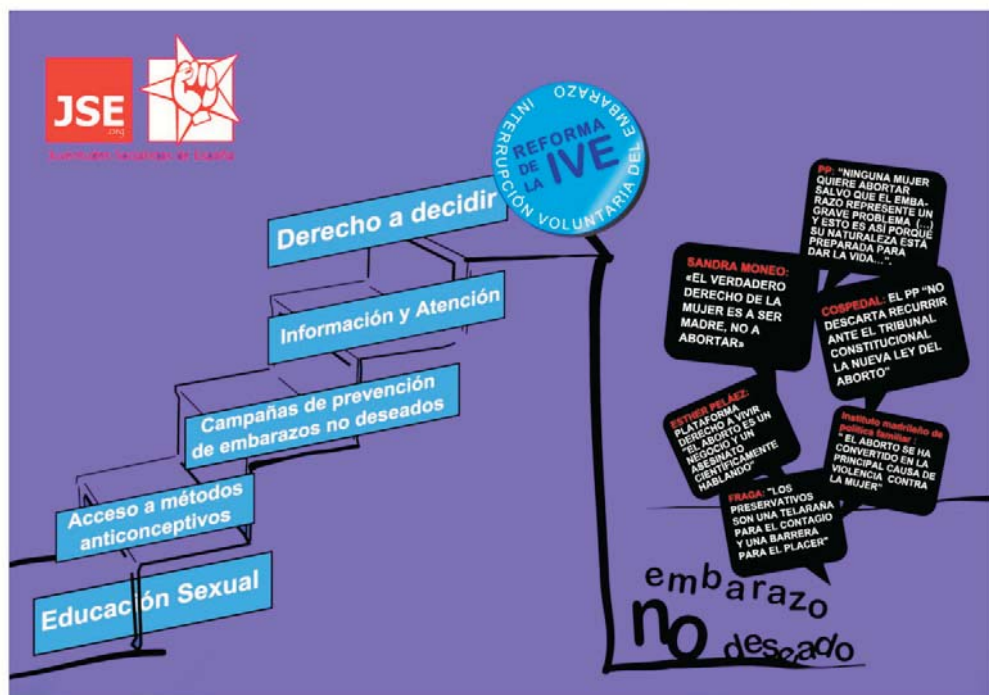 JSE
.org
Juventudes Socialistas de España
INTERRUPCIÓN VOLUNTARIA DEL EMBARAZO
REFORMA
DE
LA IVE
Derecho a decidir
Información y Atención
Campañas de prevención
de embarazos no deseados
Acceso a métodos
anticonceptivos
Educación Sexual
PP: "NINGUNA MUJER
QUIERE ABORTAR
SALVO QUE EL EMBA-
RAZO REPRESENTE UN
GRAVE PROBLEMA (...)
Y ESTO ES ASÍ PORQUE
SU NATURALEZA ESTÁ
PREPARADA PARA
DAR LA VIDA...".
SANDRA MONEO:
«EL VERDADERO
DERECHO DE LA
MUJER ES A SER
MADRE, NO A
ABORTAR»
COSPEDAL: EL PP "NO
DESCARTA RECURRIR
ANTE EL TRIBUNAL
CONSTITUCIONAL
LA NUEVA LEY DEL
ABORTO"
ESTHER PELÁEZ:
PLATAFORMA
DERECHO A VIVIR
"EL ABORTO ES UN
NEGOCIO Y UN
ASESINATO
CIENTÍFICAMENTE
HABLANDO"
Instituto madrileño de
política familiar :
" EL ABORTO SE HA
CONVERTIDO EN LA
PRINCIPAL CAUSA DE
VIOLENCIA CONTRA
LA MUJER"
FRAGA: "LOS
PRESERVATIVOS
SON UNA TELARAÑA
PARA EL CONTAGIO
Y UNA BARRERA
PARA EL PLACER"
embarazo
no deseado